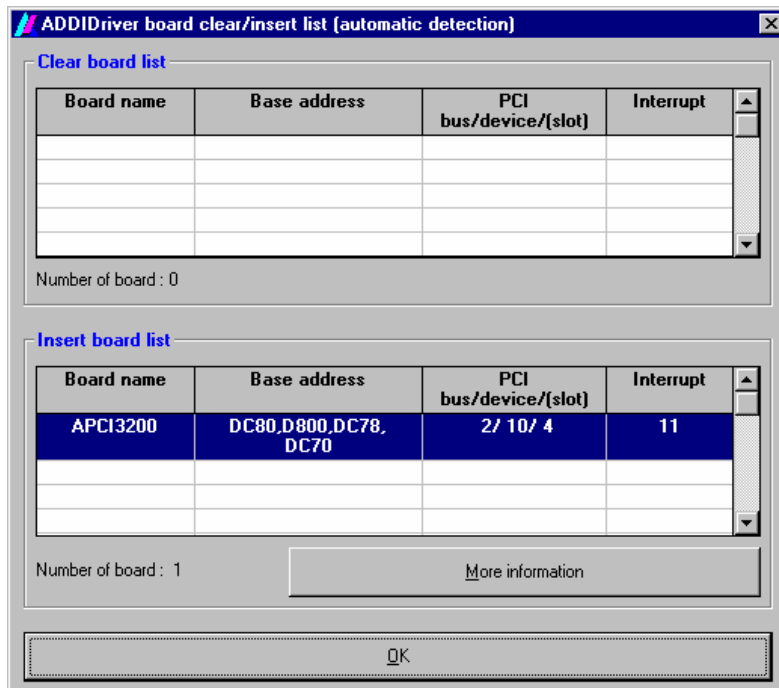 ADDIDriver board clear/insert list (automatic detection)
Clear board list
Board name Base address PCI Interrupt
bus/device/(slot)
Number of board : 0
Insert board list
Board name Base address PCI Interrupt
bus/device/(slot)
APCI3200 DC80,D800,DC78, 2/ 10/ 4 11
DC70
Number of board : 1 More information
OK